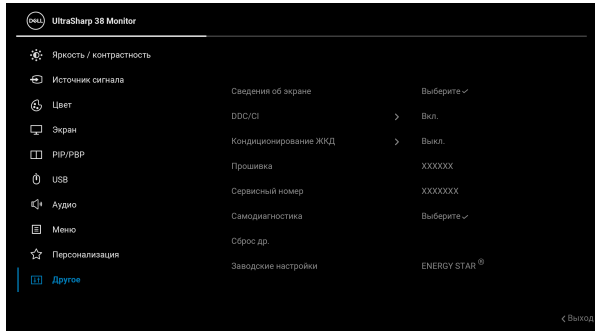 DELL UltraSharp 38 Monitor
Яркость / контрастность
Источник сигнала
Цвет
Экран
PIP/PBP
USB
Аудио
Меню
Персонализация
Другое
Сведения об экране Выберите ✓
DDC/CI > Вкл.
Кондиционирование ЖКД > Выкл.
Прошивка XXXXXX
Сервисный номер XXXXXXX
Самодиагностика Выберите ✓
Сброс др.
Заводские настройки ENERGY STAR ®
< Выход